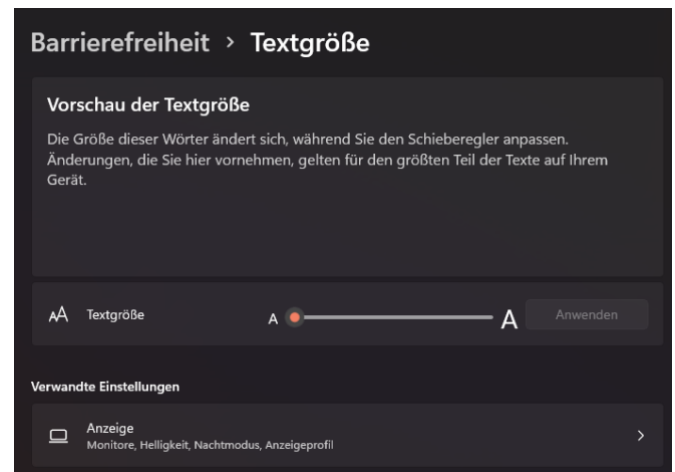 Barrierefreiheit > Textgröße
Vorschau der Textgröße
Die Größe dieser Wörter ändert sich, während Sie den Schieberegler anpassen.
Änderungen, die Sie hier vornehmen, gelten für den größten Teil der Texte auf Ihrem
Gerät.
AA Textgröße A A Anwenden
Verwandte Einstellungen
Anzeige
Monitore, Helligkeit, Nachtmodus, Anzeigeprofil